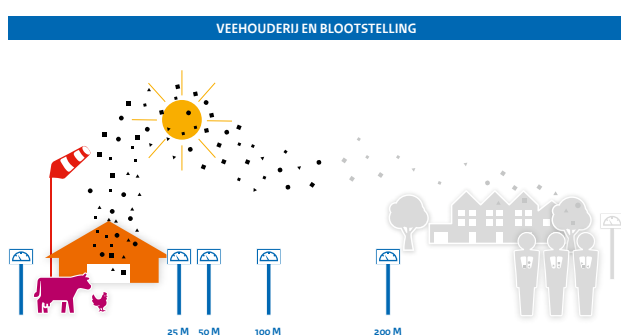 VEEHOUDERIJ EN BLOOTSTELLING
25 M 50 M 100 M 200 M